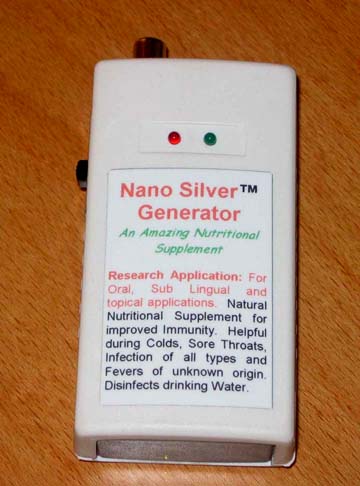 Nano Silver™
Generator
An Amazing Nutritional
Supplement
Research Application: For
Oral, Sub Lingual and
topical applications. Natural
Nutritional Supplement for
improved Immunity. Helpful
during Colds, Sore Throats,
Infection of all types and
Fevers of unknown origin.
Disinfects drinking Water.